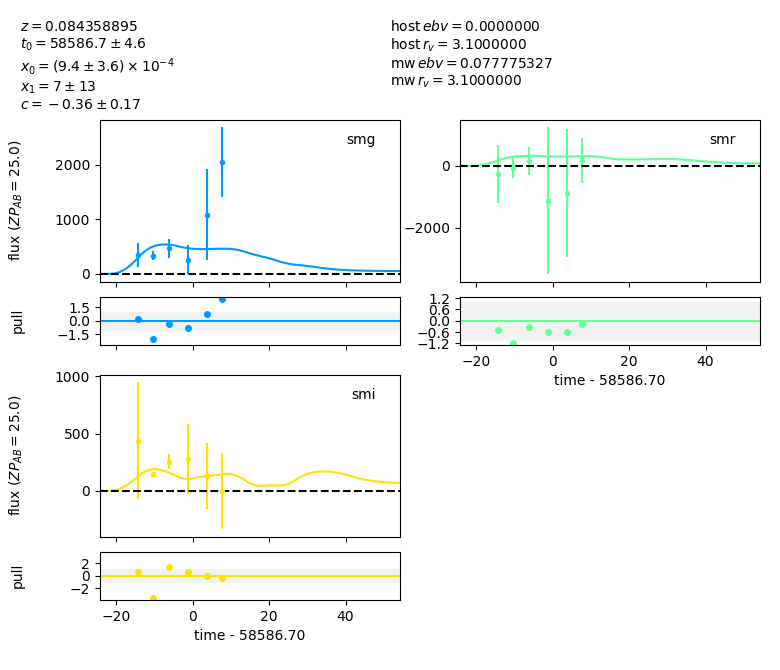 z = 0.084358895
t₀ = 58586.7 ± 4.6
x₀ = (9.4 ± 3.6) × 10⁻⁴
x₁ = 7 ± 13
c = −0.36 ± 0.17
host ebv = 0.0000000
host r_v = 3.1000000
mw ebv = 0.077775327
mw r_v = 3.1000000
smg
flux (ZP_AB = 25.0)
2000
1000
0
smr
0
−2000
pull
1.5
0.0
−1.5
1.2
0.6
0.0
−0.6
−1.2
−20 0 20 40
time - 58586.70
smi
flux (ZP_AB = 25.0)
1000
500
0
pull
2
0
−2
−20 0 20 40
time - 58586.70